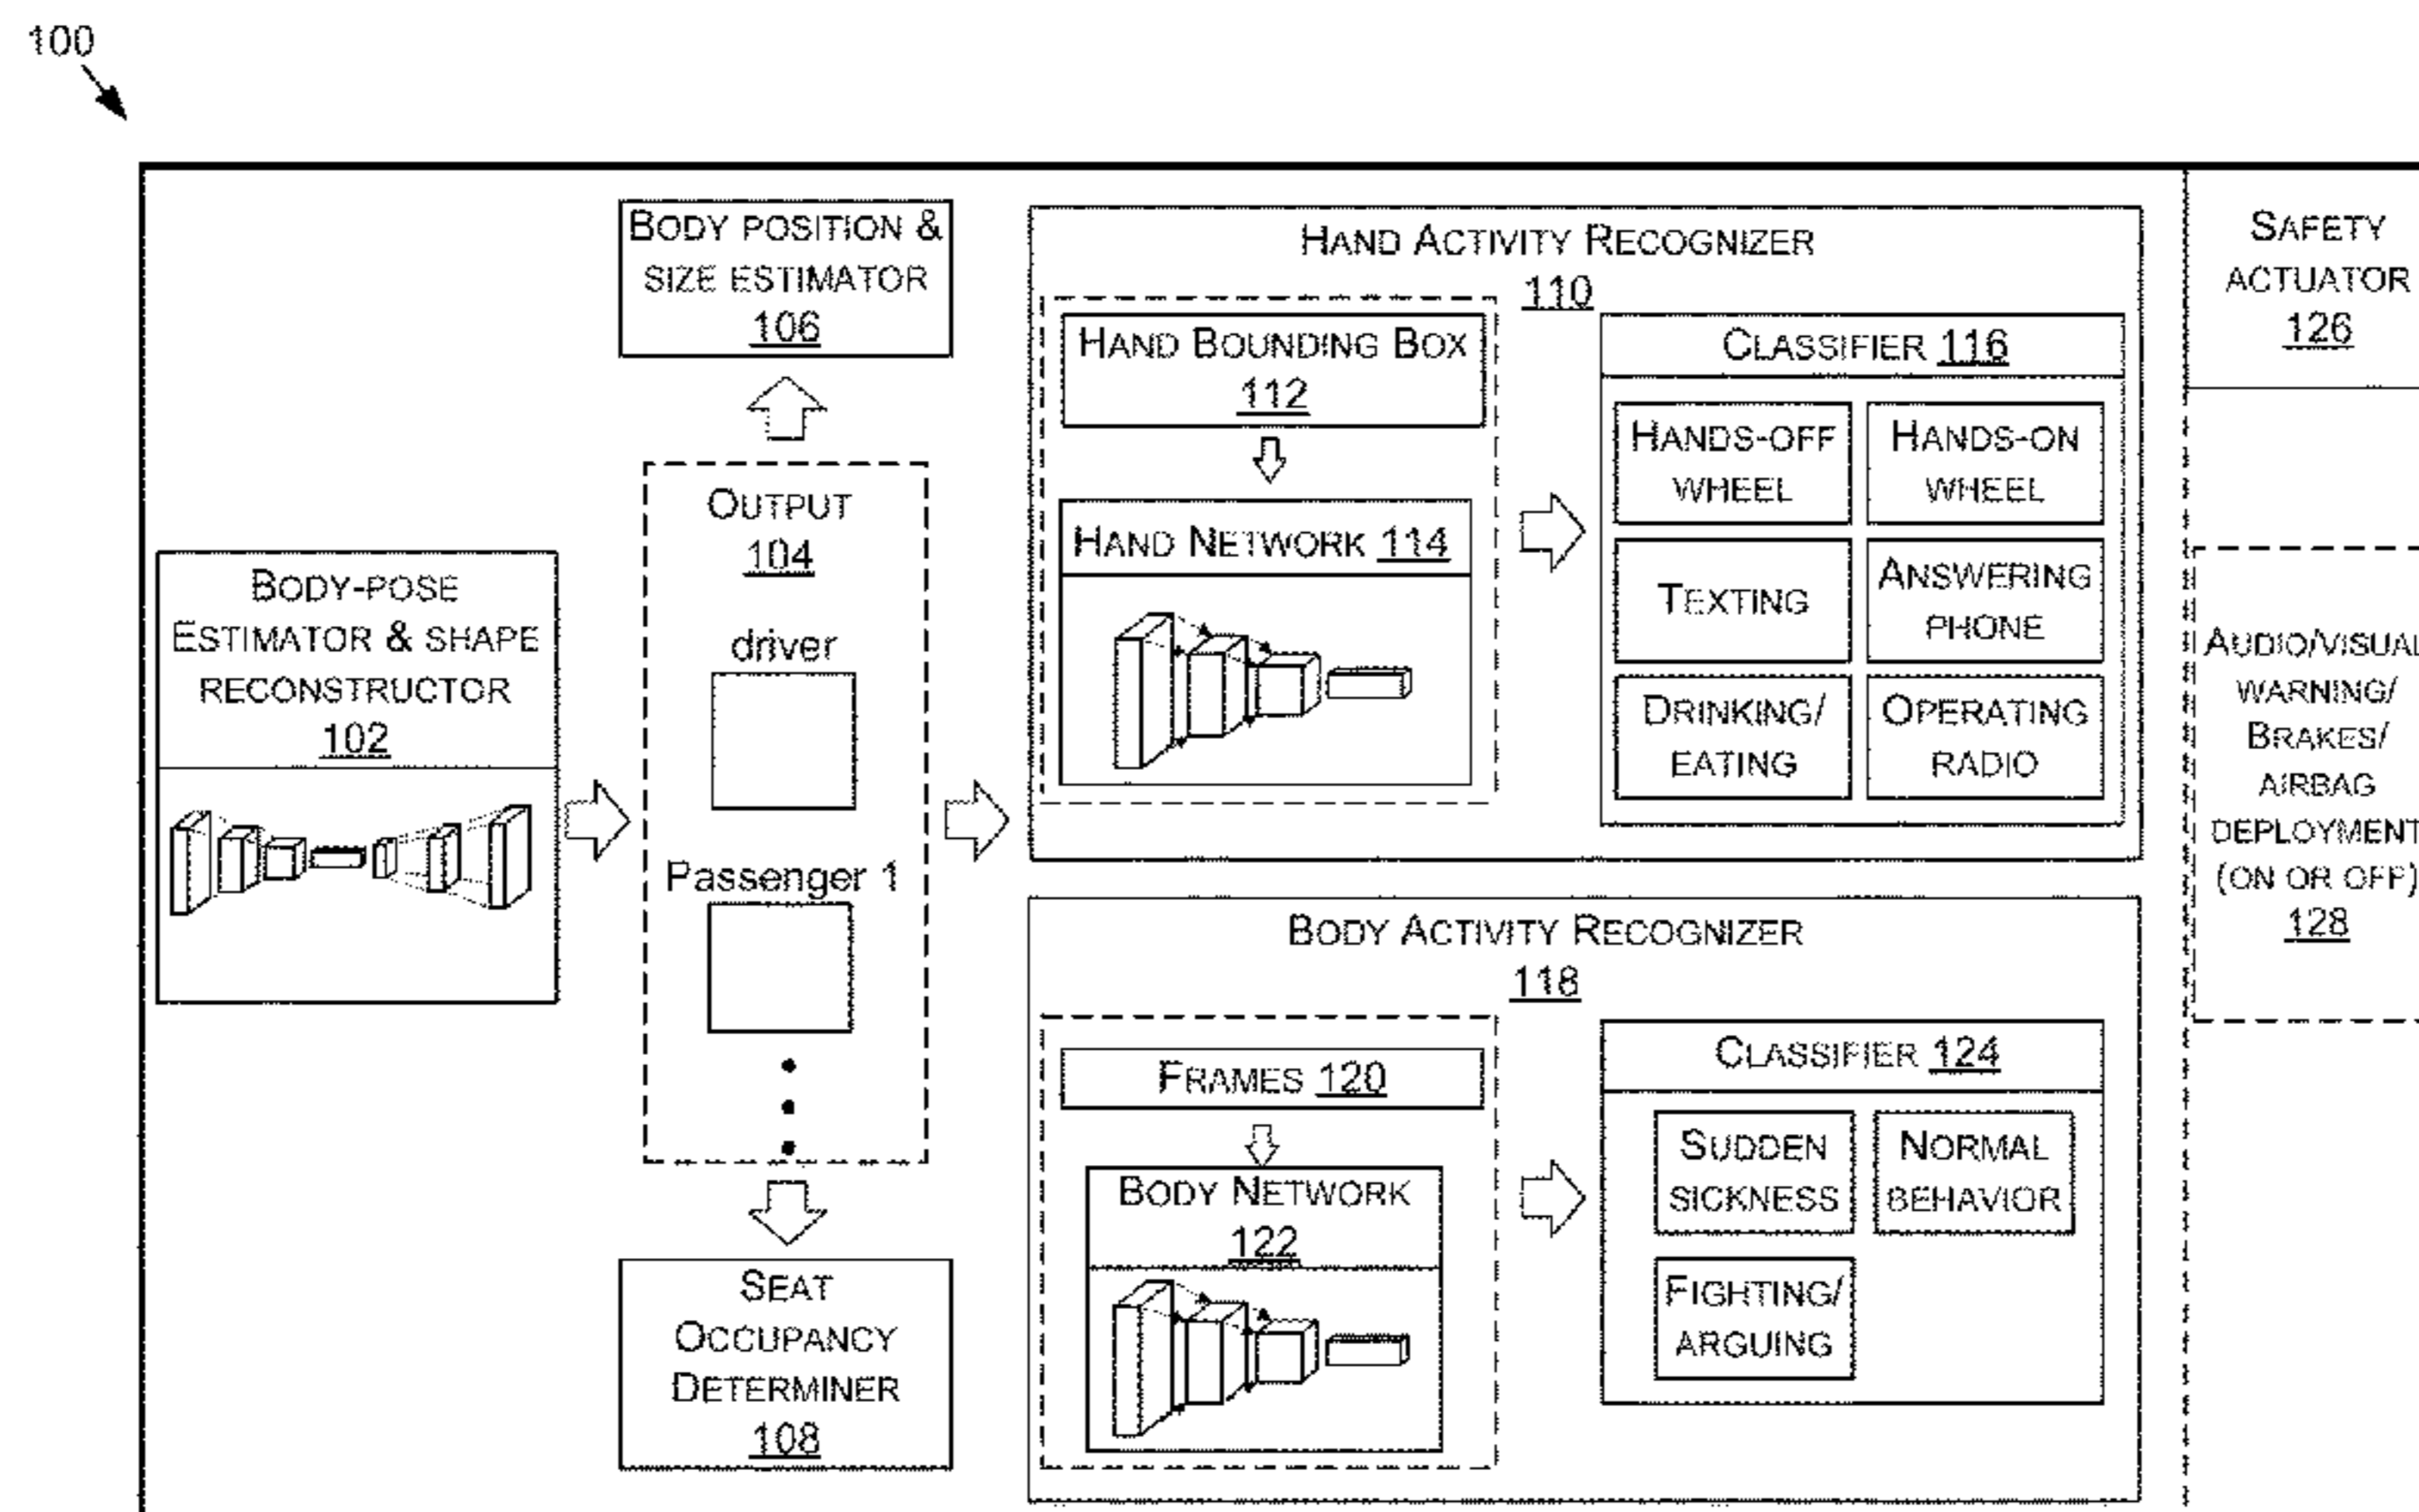 100
BODY POSITION &
SIZE ESTIMATOR
106
OUTPUT
104
driver
Passenger 1
BODY-POSE
ESTIMATOR & SHAPE
RECONSTRUCTOR
102
SEAT
OCCUPANCY
DETERMINER
108
HAND ACTIVITY RECOGNIZER
110
HAND BOUNDING BOX
112
HAND NETWORK 114
CLASSIFIER 116
HANDS-OFF
WHEEL
HANDS-ON
WHEEL
TEXTING
ANSWERING
PHONE
DRINKING/
EATING
OPERATING
RADIO
BODY ACTIVITY RECOGNIZER
118
FRAMES 120
BODY NETWORK
122
CLASSIFIER 124
SUDDEN
SICKNESS
NORMAL
BEHAVIOR
FIGHTING/
ARGUING
SAFETY
ACTUATOR
126
AUDIO/VISUAL
WARNING/
BRAKES/
AIRBAG
DEPLOYMENT
(ON OR OFF)
128